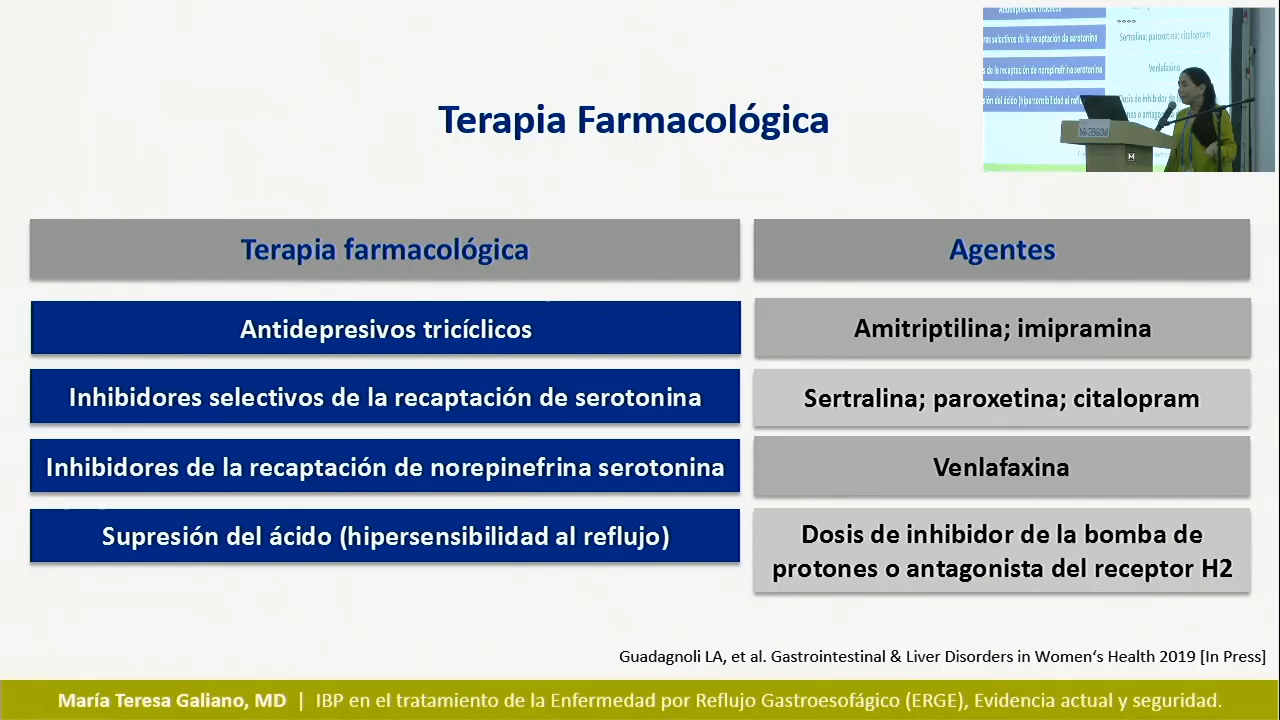 Terapia Farmacológica
Terapia farmacológica
Agentes
Antidepresivos tricíclicos
Amitriptilina; imipramina
Inhibidores selectivos de la recaptación de serotonina
Sertralina; paroxetina; citalopram
Inhibidores de la recaptación de norepinefrina serotonina
Venlafaxina
Supresión del ácido (hipersensibilidad al reflujo)
Dosis de inhibidor de la bomba de
protones o antagonista del receptor H2
Guadagnoli LA, et al. Gastrointestinal & Liver Disorders in Women‘s Health 2019 [In Press]
María Teresa Galiano, MD | IBP en el tratamiento de la Enfermedad por Reflujo Gastroesofágico (ERGE), Evidencia actual y seguridad.